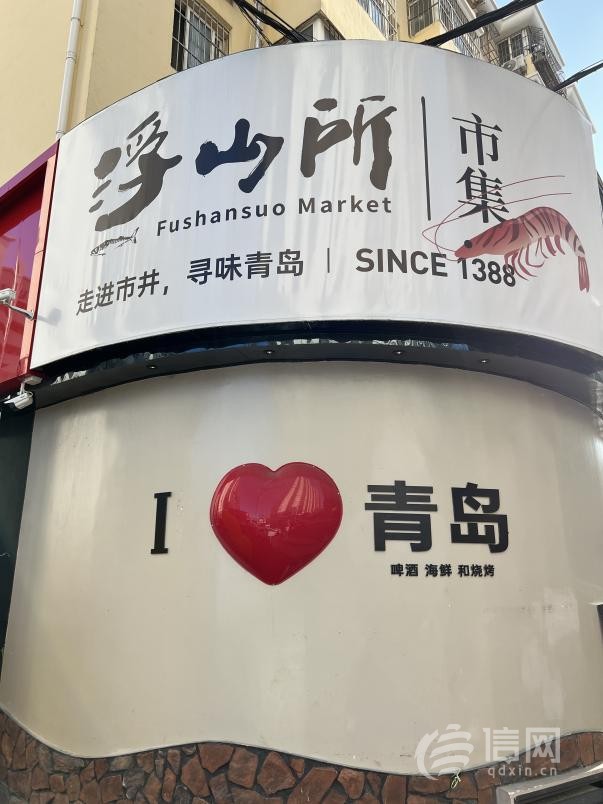 浮山所
市集
Fushansuo Market
走进市井，寻味青岛 | SINCE 1388
I 青岛
啤酒 海鲜 和烧烤
信网
qdxin.cn